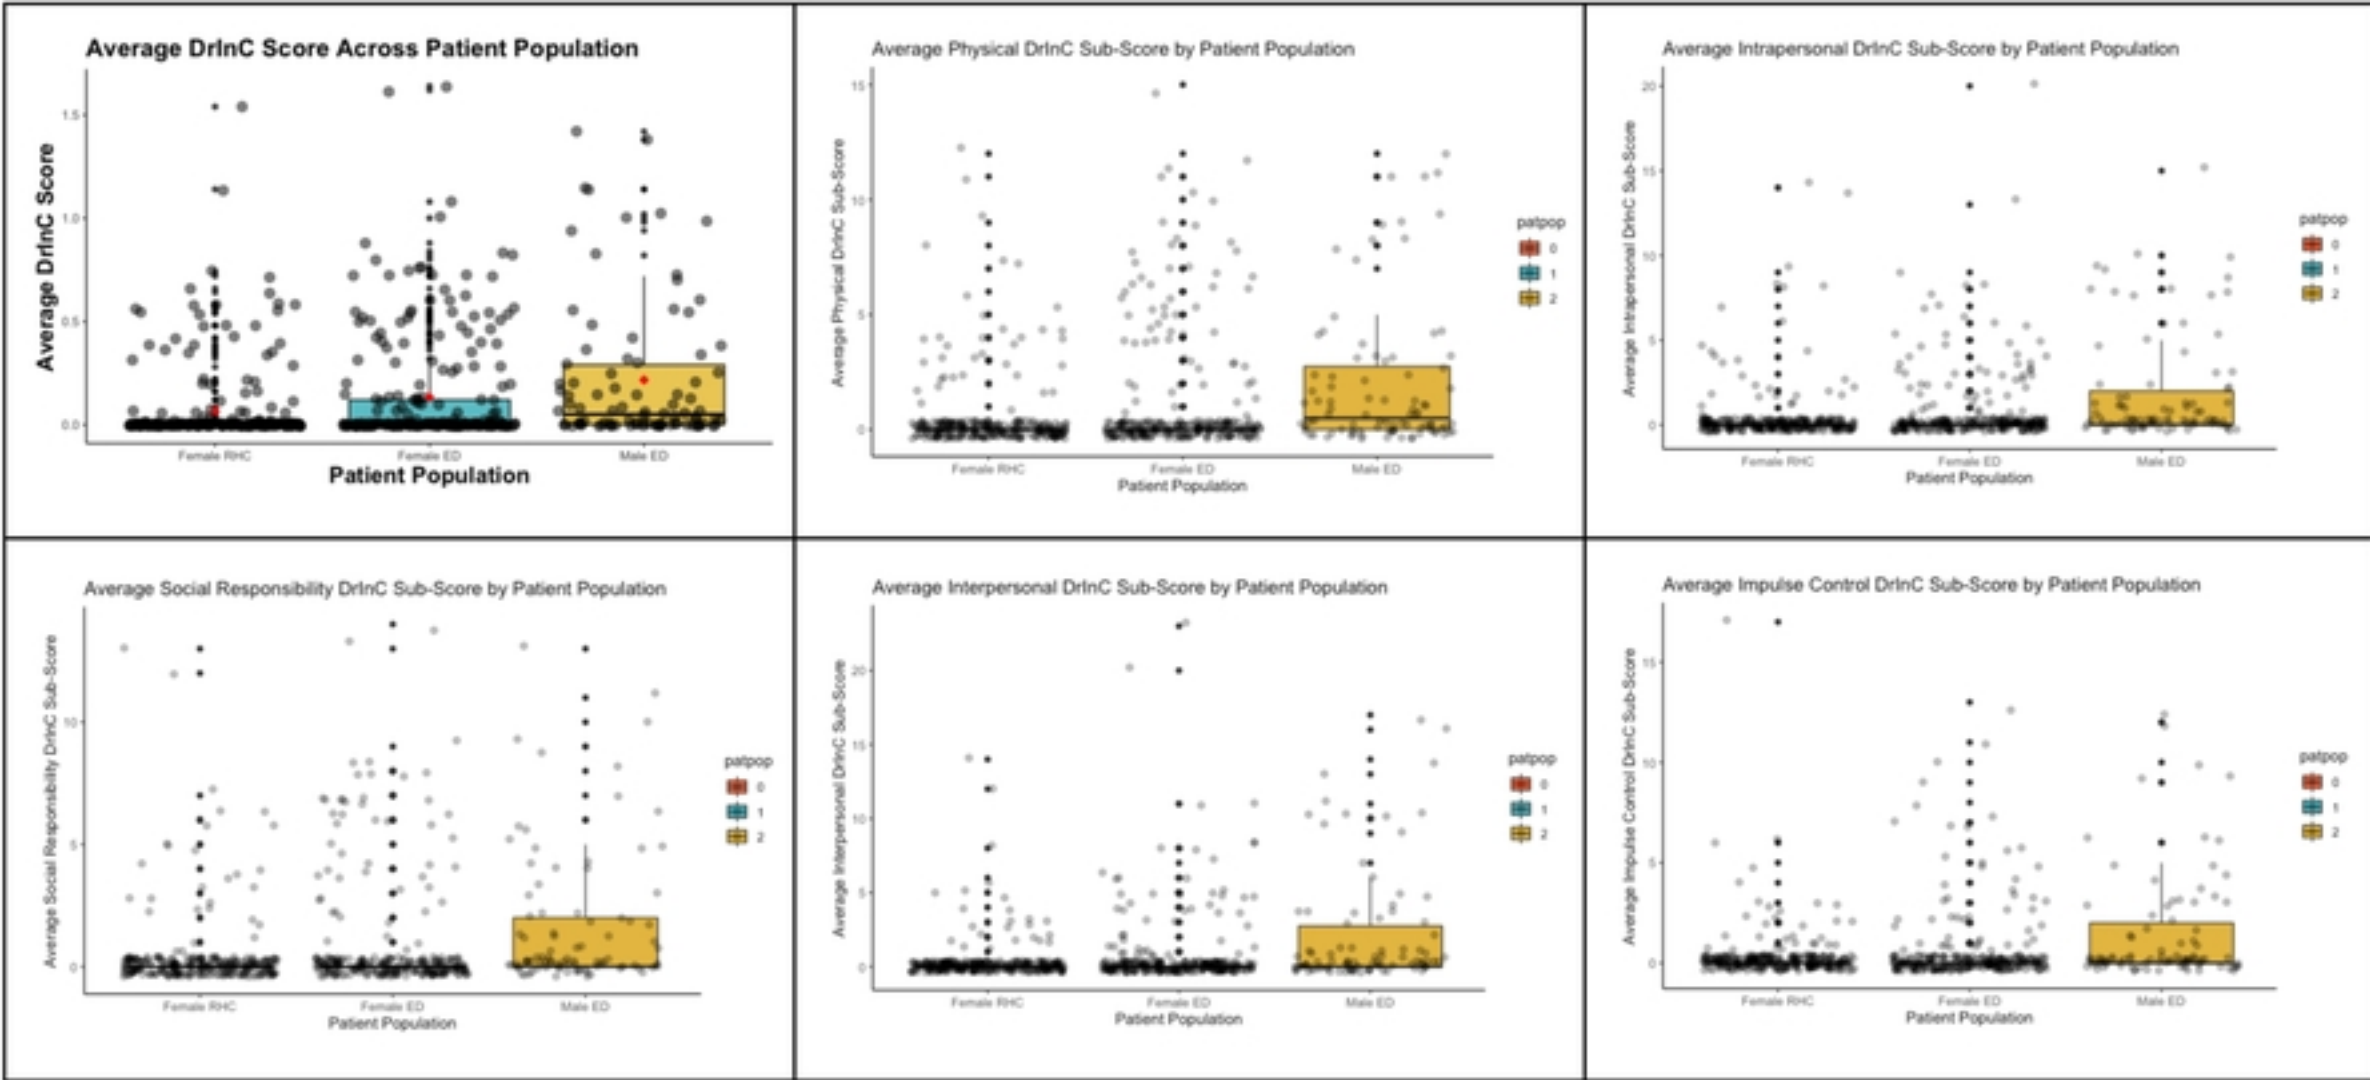 Average DrInC Score Across Patient Population
Average DrInC Score
1.5
1.0
0.5
0.0
Female RHC
Female ED
Male ED
Patient Population
Average Physical DrInC Sub-Score by Patient Population
Average Physical DrInC Sub-Score
15
10
5
0
Female RHC
Female ED
Male ED
Patient Population
patpop
0
1
2
Average Intrapersonal DrInC Sub-Score by Patient Population
Average Intrapersonal DrInC Sub-Score
20
15
10
5
0
Female RHC
Female ED
Male ED
Patient Population
patpop
0
1
2
Average Social Responsibility DrInC Sub-Score by Patient Population
Average Social Responsibility DrInC Sub-Score
10
5
0
Female RHC
Female ED
Male ED
Patient Population
patpop
0
1
2
Average Interpersonal DrInC Sub-Score by Patient Population
Average Interpersonal DrInC Sub-Score
20
15
10
5
0
Female RHC
Female ED
Male ED
Patient Population
patpop
0
1
2
Average Impulse Control DrInC Sub-Score by Patient Population
Average Impulse Control DrInC Sub-Score
15
10
5
0
Female RHC
Female ED
Male ED
Patient Population
patpop
0
1
2